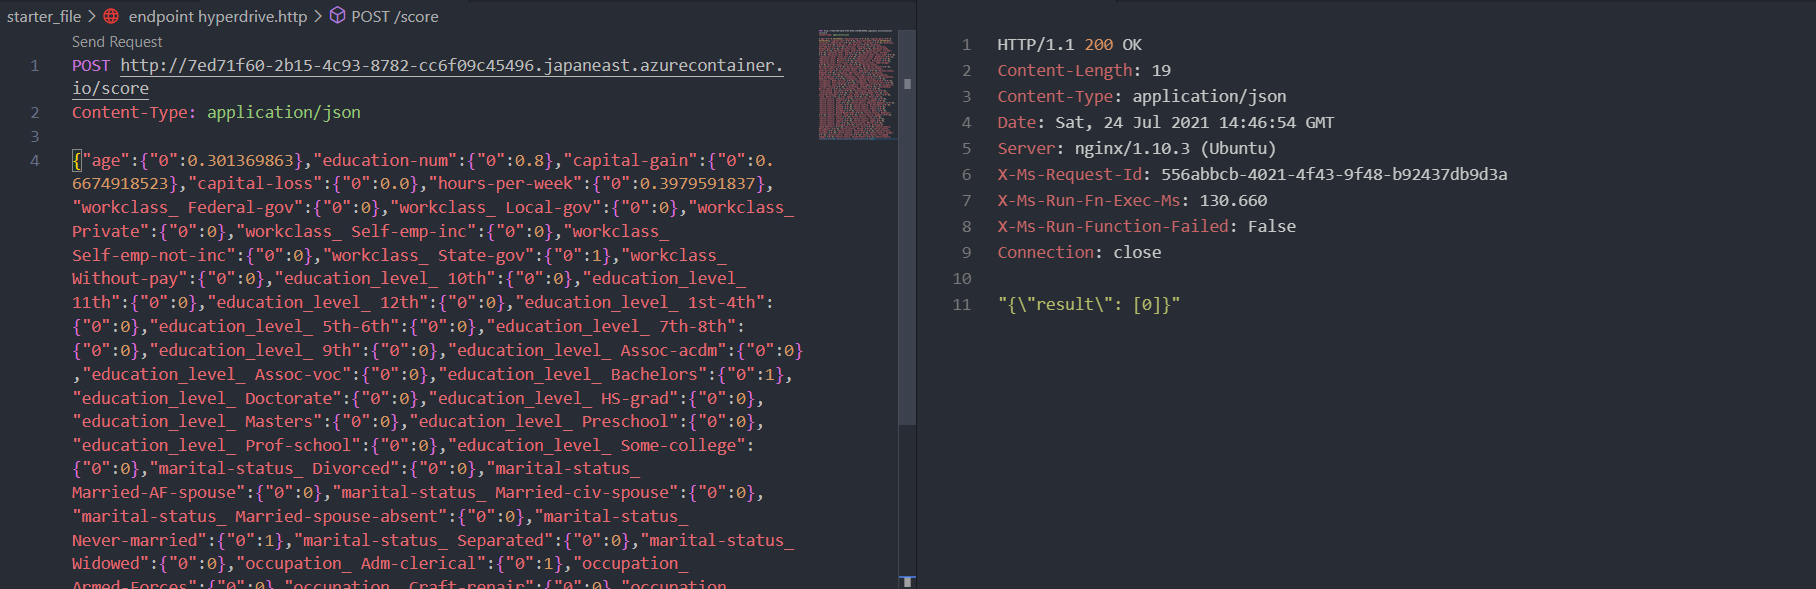 starter_file > endpoint hyperdrive.http > POST /score
Send Request
1 POST http://7ed71f60-2b15-4c93-8782-cc6f09c45496.japaneast.azurecontainer.
io/score
2 Content-Type: application/json
3
4 {"age":{"0":0.301369863},"education-num":{"0":0.8},"capital-gain":{"0":0.
6674918523},"capital-loss":{"0":0.0},"hours-per-week":{"0":0.3979591837},
"workclass_ Federal-gov":{"0":0},"workclass_ Local-gov":{"0":0},"workclass_
Private":{"0":0},"workclass_ Self-emp-inc":{"0":0},"workclass_
Self-emp-not-inc":{"0":0},"workclass_ State-gov":{"0":1},"workclass_
Without-pay":{"0":0},"education_level_ 10th":{"0":0},"education_level_
11th":{"0":0},"education_level_ 12th":{"0":0},"education_level_ 1st-4th":
{"0":0},"education_level_ 5th-6th":{"0":0},"education_level_ 7th-8th":
{"0":0},"education_level_ 9th":{"0":0},"education_level_ Assoc-acdm":{"0":0}
,"education_level_ Assoc-voc":{"0":0},"education_level_ Bachelors":{"0":1},
"education_level_ Doctorate":{"0":0},"education_level_ HS-grad":{"0":0},
"education_level_ Masters":{"0":0},"education_level_ Preschool":{"0":0},
"education_level_ Prof-school":{"0":0},"education_level_ Some-college":
{"0":0},"marital-status_ Divorced":{"0":0},"marital-status_
Married-AF-spouse":{"0":0},"marital-status_ Married-civ-spouse":{"0":0},
"marital-status_ Married-spouse-absent":{"0":0},"marital-status_
Never-married":{"0":1},"marital-status_ Separated":{"0":0},"marital-status_
Widowed":{"0":0},"occupation_ Adm-clerical":{"0":1},"occupation_
Armed-Forces":{"0":0},"occupation_ Craft-repair":{"0":0},"occupation_
1 HTTP/1.1 200 OK
2 Content-Length: 19
3 Content-Type: application/json
4 Date: Sat, 24 Jul 2021 14:46:54 GMT
5 Server: nginx/1.10.3 (Ubuntu)
6 X-Ms-Request-Id: 556abbcb-4021-4f43-9f48-b92437db9d3a
7 X-Ms-Run-Fn-Exec-Ms: 130.660
8 X-Ms-Run-Function-Failed: False
9 Connection: close
10
11 "{\"result\": [0]}"